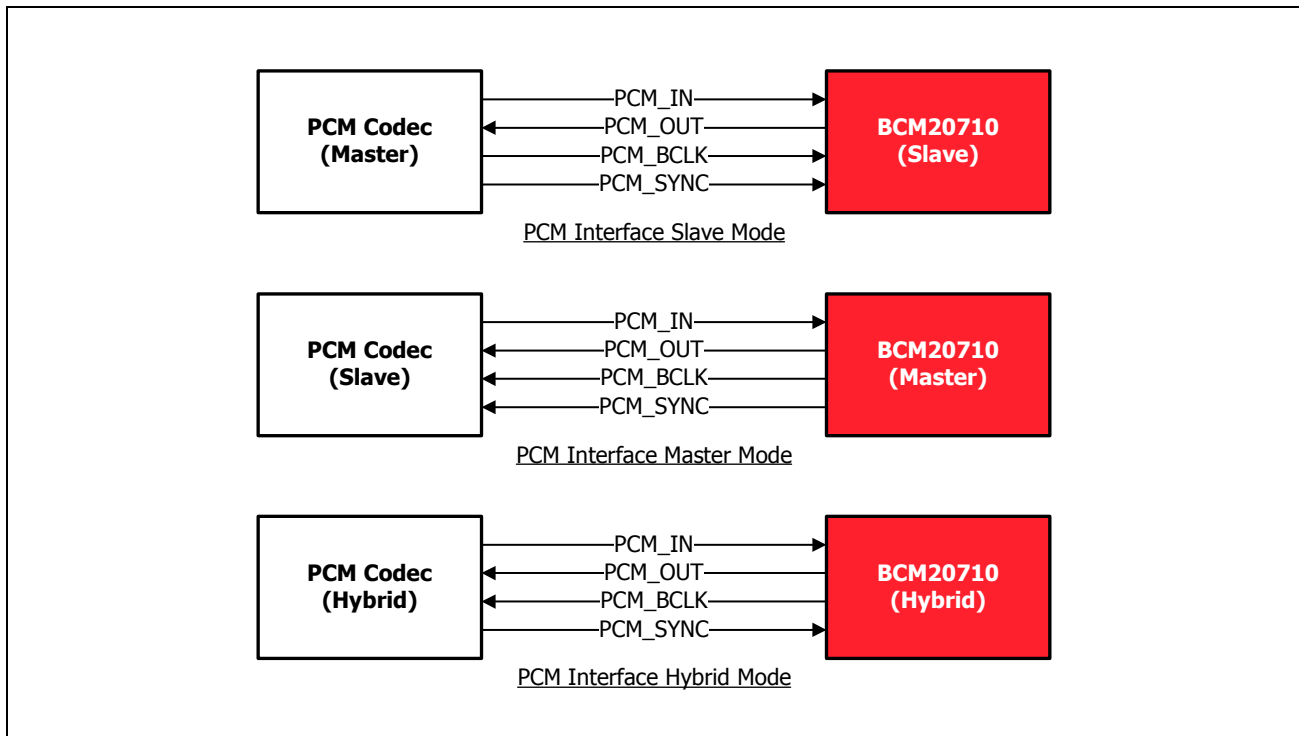 PCM Codec
(Master)
PCM_IN
PCM_OUT
PCM_BCLK
PCM_SYNC
BCM20710
(Slave)
PCM Interface Slave Mode
PCM Codec
(Slave)
PCM_IN
PCM_OUT
PCM_BCLK
PCM_SYNC
BCM20710
(Master)
PCM Interface Master Mode
PCM Codec
(Hybrid)
PCM_IN
PCM_OUT
PCM_BCLK
PCM_SYNC
BCM20710
(Hybrid)
PCM Interface Hybrid Mode